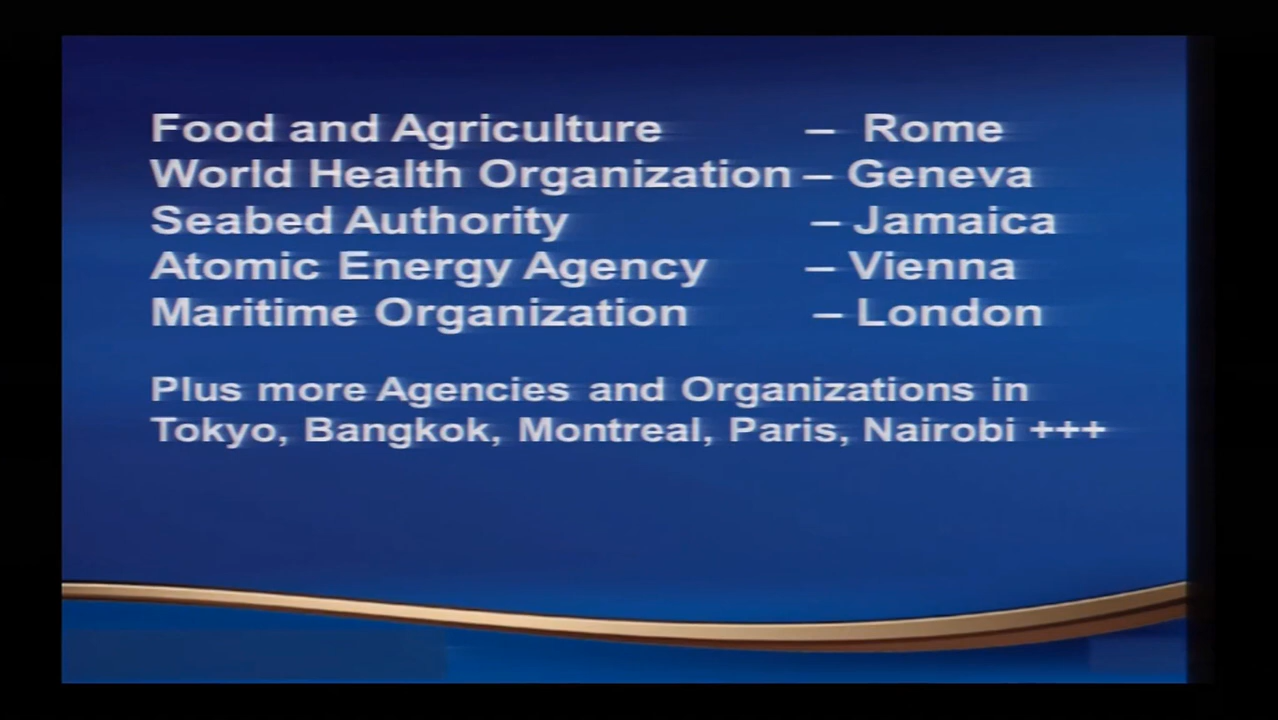 Food and Agriculture – Rome
World Health Organization – Geneva
Seabed Authority – Jamaica
Atomic Energy Agency – Vienna
Maritime Organization – London
Plus more Agencies and Organizations in
Tokyo, Bangkok, Montreal, Paris, Nairobi +++